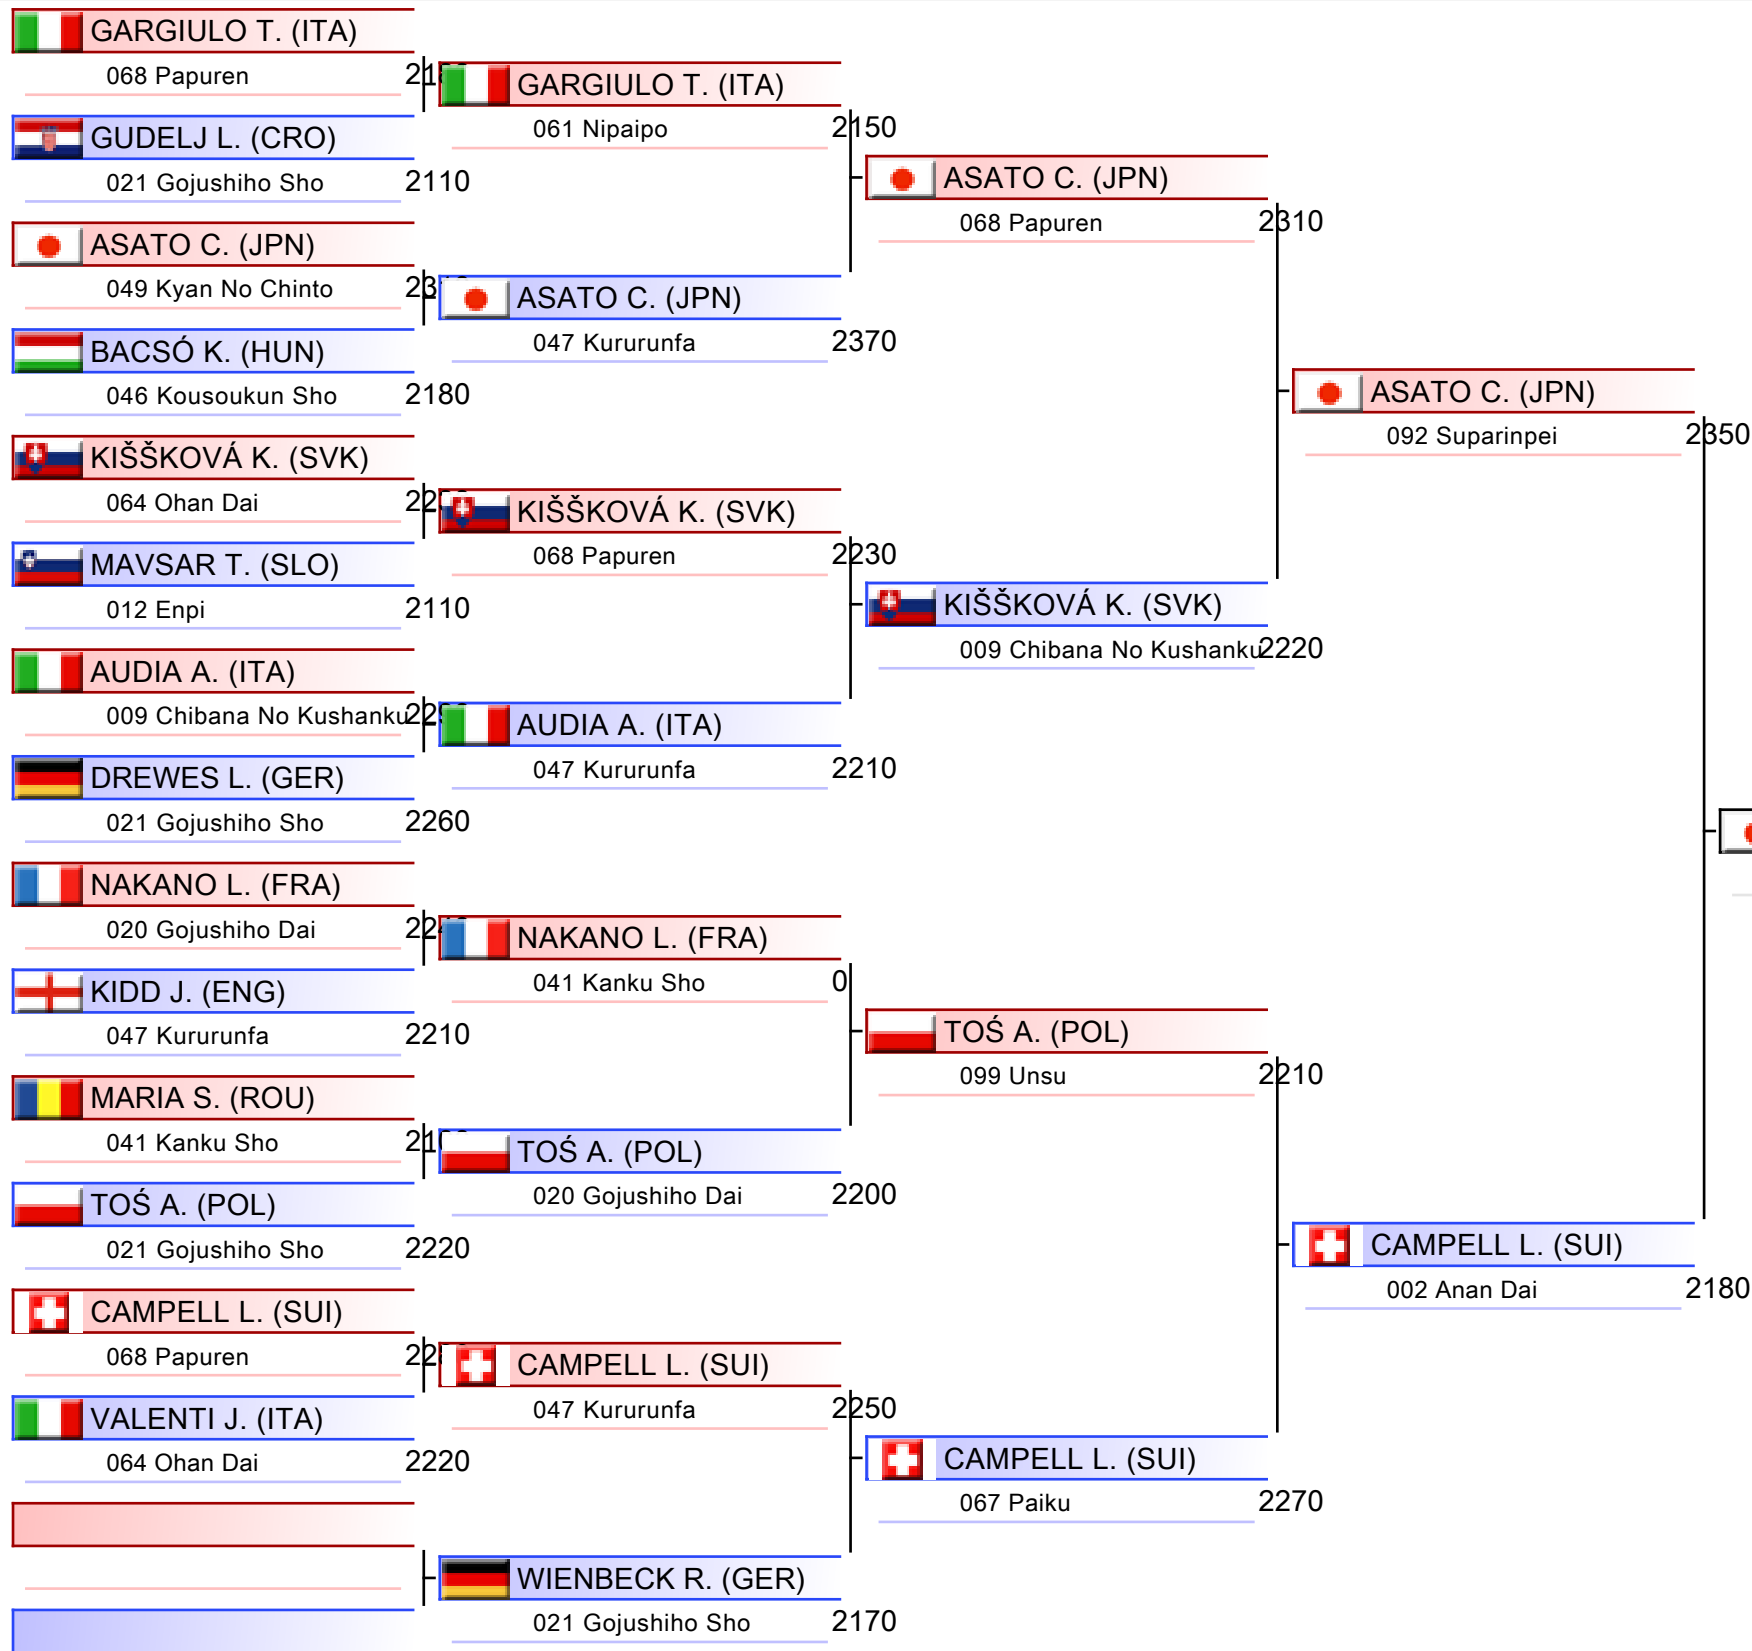 GARGIULO T. (ITA)
068 Papuren
GUDELJ L. (CRO)
021 Gojushiho Sho 2110
ASATO C. (JPN)
049 Kyan No Chinto
BACSÓ K. (HUN)
046 Kousoukun Sho 2180
KIŠŠKOVÁ K. (SVK)
064 Ohan Dai
MAVSAR T. (SLO)
012 Enpi 2110
AUDIA A. (ITA)
009 Chibana No Kushanku
DREWES L. (GER)
021 Gojushiho Sho 2260
NAKANO L. (FRA)
020 Gojushiho Dai
KIDD J. (ENG)
047 Kururunfa 2210
MARIA S. (ROU)
041 Kanku Sho
TOŚ A. (POL)
021 Gojushiho Sho 2220
CAMPELL L. (SUI)
068 Papuren
VALENTI J. (ITA)
064 Ohan Dai 2220
GARGIULO T. (ITA)
061 Nipaipo 2150
ASATO C. (JPN)
047 Kururunfa 2370
KIŠŠKOVÁ K. (SVK)
068 Papuren 2230
AUDIA A. (ITA)
047 Kururunfa 2210
NAKANO L. (FRA)
041 Kanku Sho 0
TOŚ A. (POL)
020 Gojushiho Dai 2200
CAMPELL L. (SUI)
047 Kururunfa 2250
WIENBECK R. (GER)
021 Gojushiho Sho 2170
ASATO C. (JPN)
068 Papuren 2310
KIŠŠKOVÁ K. (SVK)
009 Chibana No Kushanku 2220
TOŚ A. (POL)
099 Unsu 2210
CAMPELL L. (SUI)
067 Paiku 2270
ASATO C. (JPN)
092 Suparinpei 2350
CAMPELL L. (SUI)
002 Anan Dai 2180